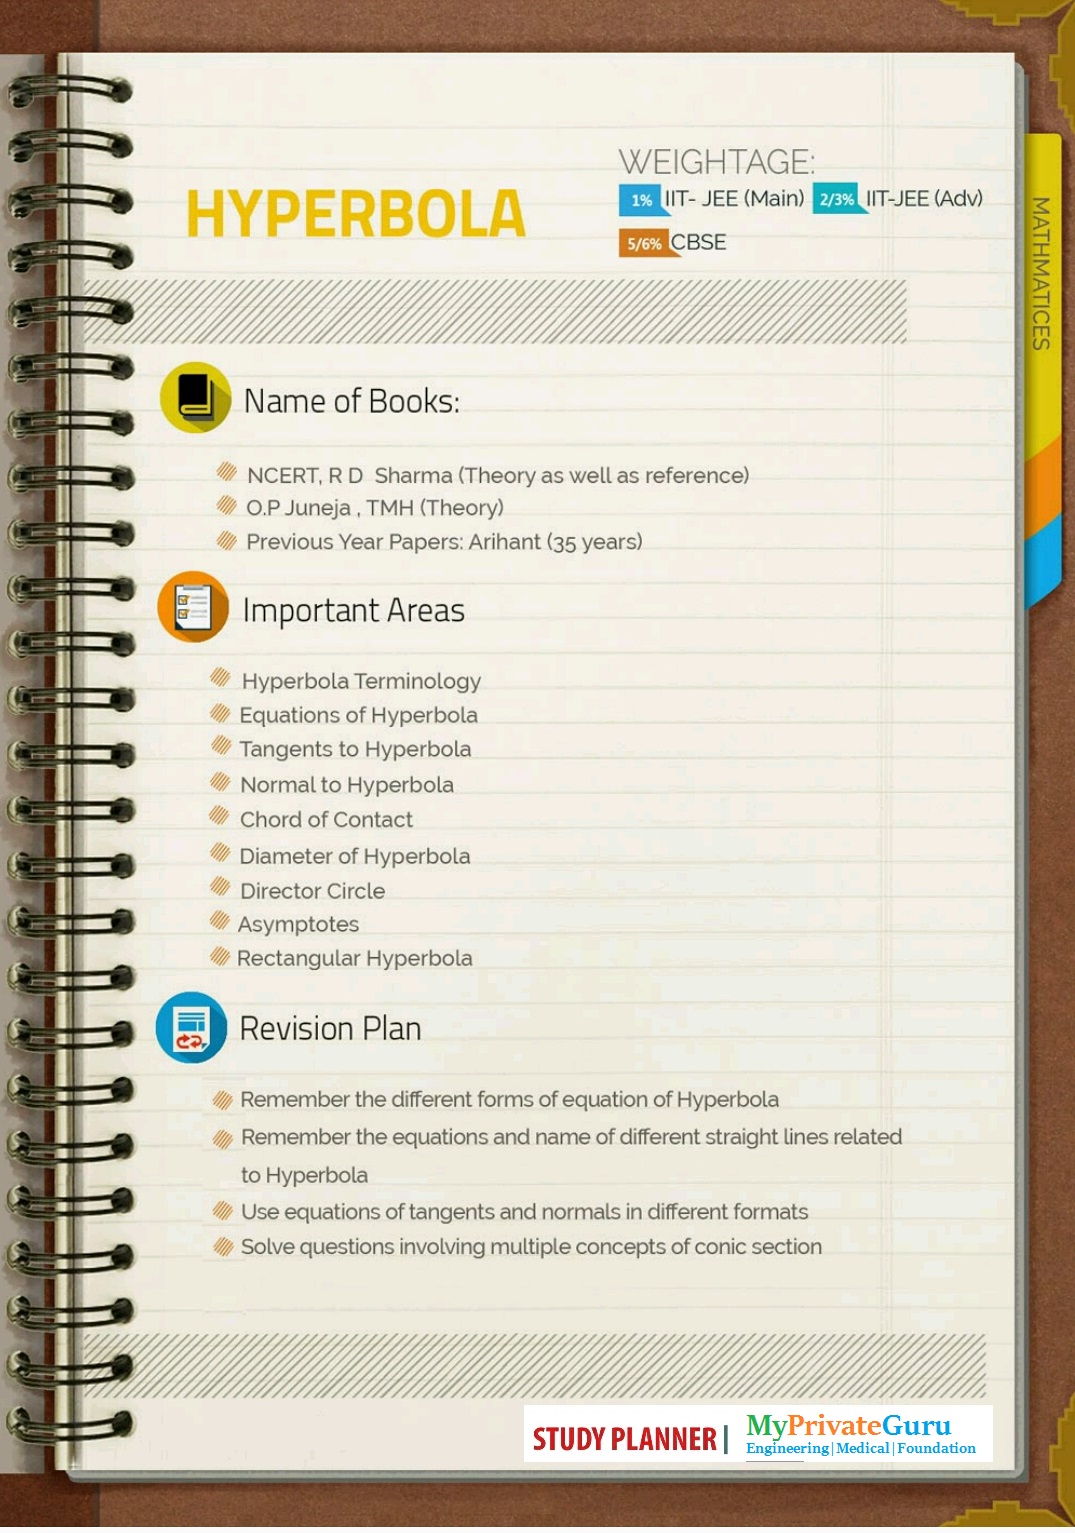 HYPERBOLA
WEIGHTAGE:
1% IIT- JEE (Main) 2/3% IIT-JEE (Adv)
5/6% CBSE
MATHMATICES
Name of Books:
NCERT, R D Sharma (Theory as well as reference)
O.P Juneja , TMH (Theory)
Previous Year Papers: Arihant (35 years)
Important Areas
Hyperbola Terminology
Equations of Hyperbola
Tangents to Hyperbola
Normal to Hyperbola
Chord of Contact
Diameter of Hyperbola
Director Circle
Asymptotes
Rectangular Hyperbola
Revision Plan
Remember the different forms of equation of Hyperbola
Remember the equations and name of different straight lines related
to Hyperbola
Use equations of tangents and normals in different formats
Solve questions involving multiple concepts of conic section
STUDY PLANNER | MyPrivateGuru
Engineering|Medical|Foundation